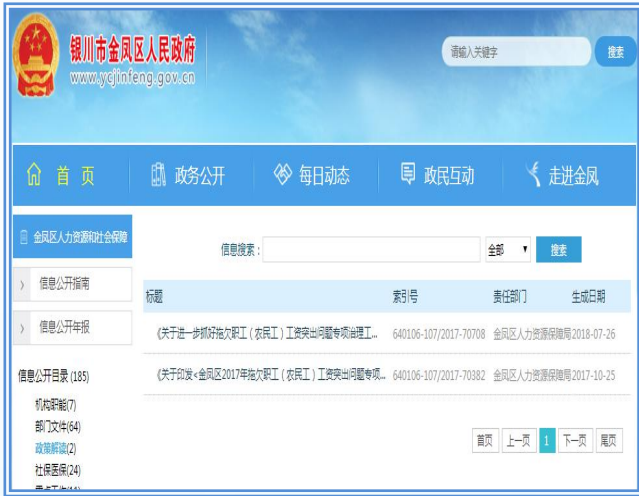 银川市金凤区人民政府
www.ycjinfeng.gov.cn
请输入关键字
搜索
首 页
政务公开
每日动态
政民互动
走进金凤
金凤区人力资源和社会保障
信息公开指南
信息公开年报
信息公开目录 (185)
机构职能(7)
部门文件(64)
政策解读(2)
社保医保(24)
信息搜索：
全部
搜索
标题 索引号 责任部门 生成日期
《关于进一步抓好拖欠职工（农民工）工资突出问题专项治理工... 640106-107/2017-70708 金凤区人力资源保障局 2018-07-26
《关于印发<金凤区2017年拖欠职工（农民工）工资突出问题专项... 640106-107/2017-70382 金凤区人力资源保障局 2017-10-25
首页 上一页 1 下一页 尾页